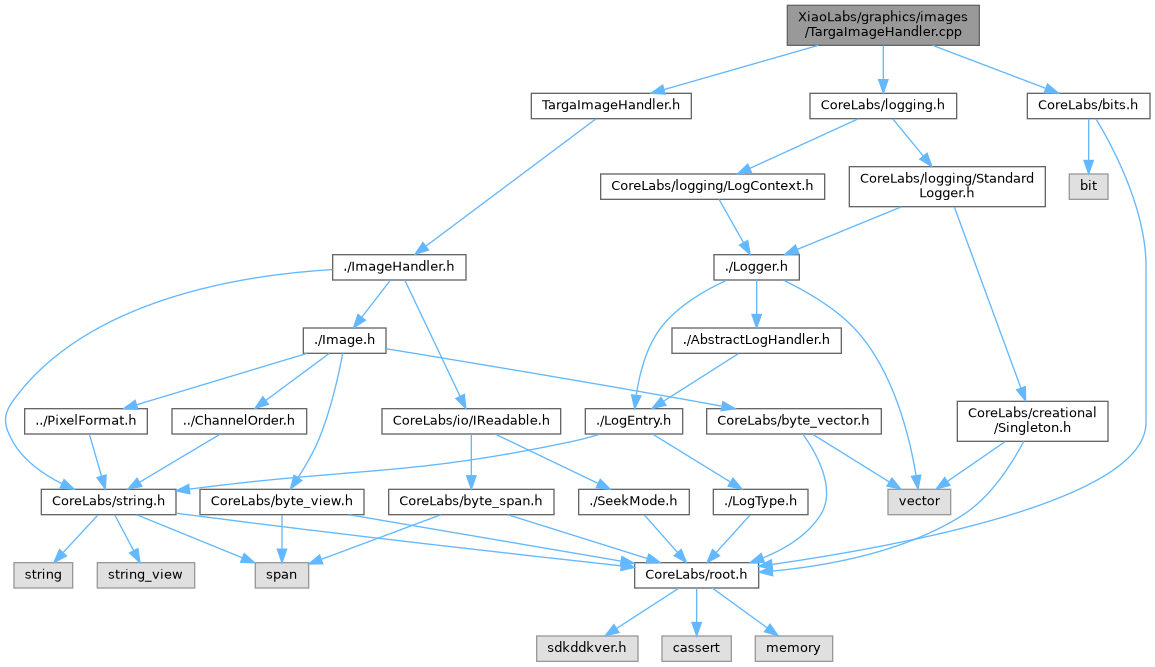 XiaoLabs/graphics/images
/TargaImageHandler.cpp
TargaImageHandler.h
CoreLabs/logging.h
CoreLabs/bits.h
CoreLabs/logging/LogContext.h
CoreLabs/logging/Standard
Logger.h
bit
./ImageHandler.h
./Logger.h
./Image.h
./AbstractLogHandler.h
../PixelFormat.h
../ChannelOrder.h
CoreLabs/io/IReadable.h
./LogEntry.h
CoreLabs/byte_vector.h
CoreLabs/creational
/Singleton.h
CoreLabs/string.h
CoreLabs/byte_view.h
CoreLabs/byte_span.h
./SeekMode.h
./LogType.h
vector
string
string_view
span
CoreLabs/root.h
sdkddkver.h
cassert
memory